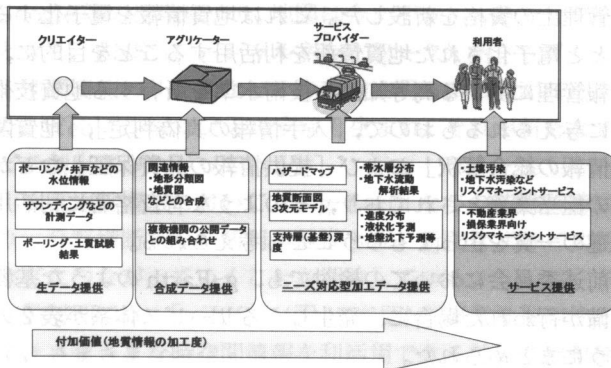 クリエイター
アグリゲーター
サービス
プロバイダー
利用者
ボーリング・井戸などの
水位情報
サウンディングなどの
計測データ
ボーリング・土質試験
結果
生データ提供
関連情報
・地形分類図
・地質図
などとの合成
複数機関の公開データ
との組み合わせ
合成データ提供
ハザードマップ
地質断面図
3次元モデル
支持層(基盤)深
度
・帯水層分布
・地下水流動
解析結果
・進度分布
・液状化予測
・地盤沈下予測等
ニーズ対応型加工データ提供
・土壌汚染
・地下水汚染など
リスクマネージメントサービス
・不動産業界
・損保業界向け
リスクマネージメントサービス
サービス提供
付加価値(地質情報の加工度)